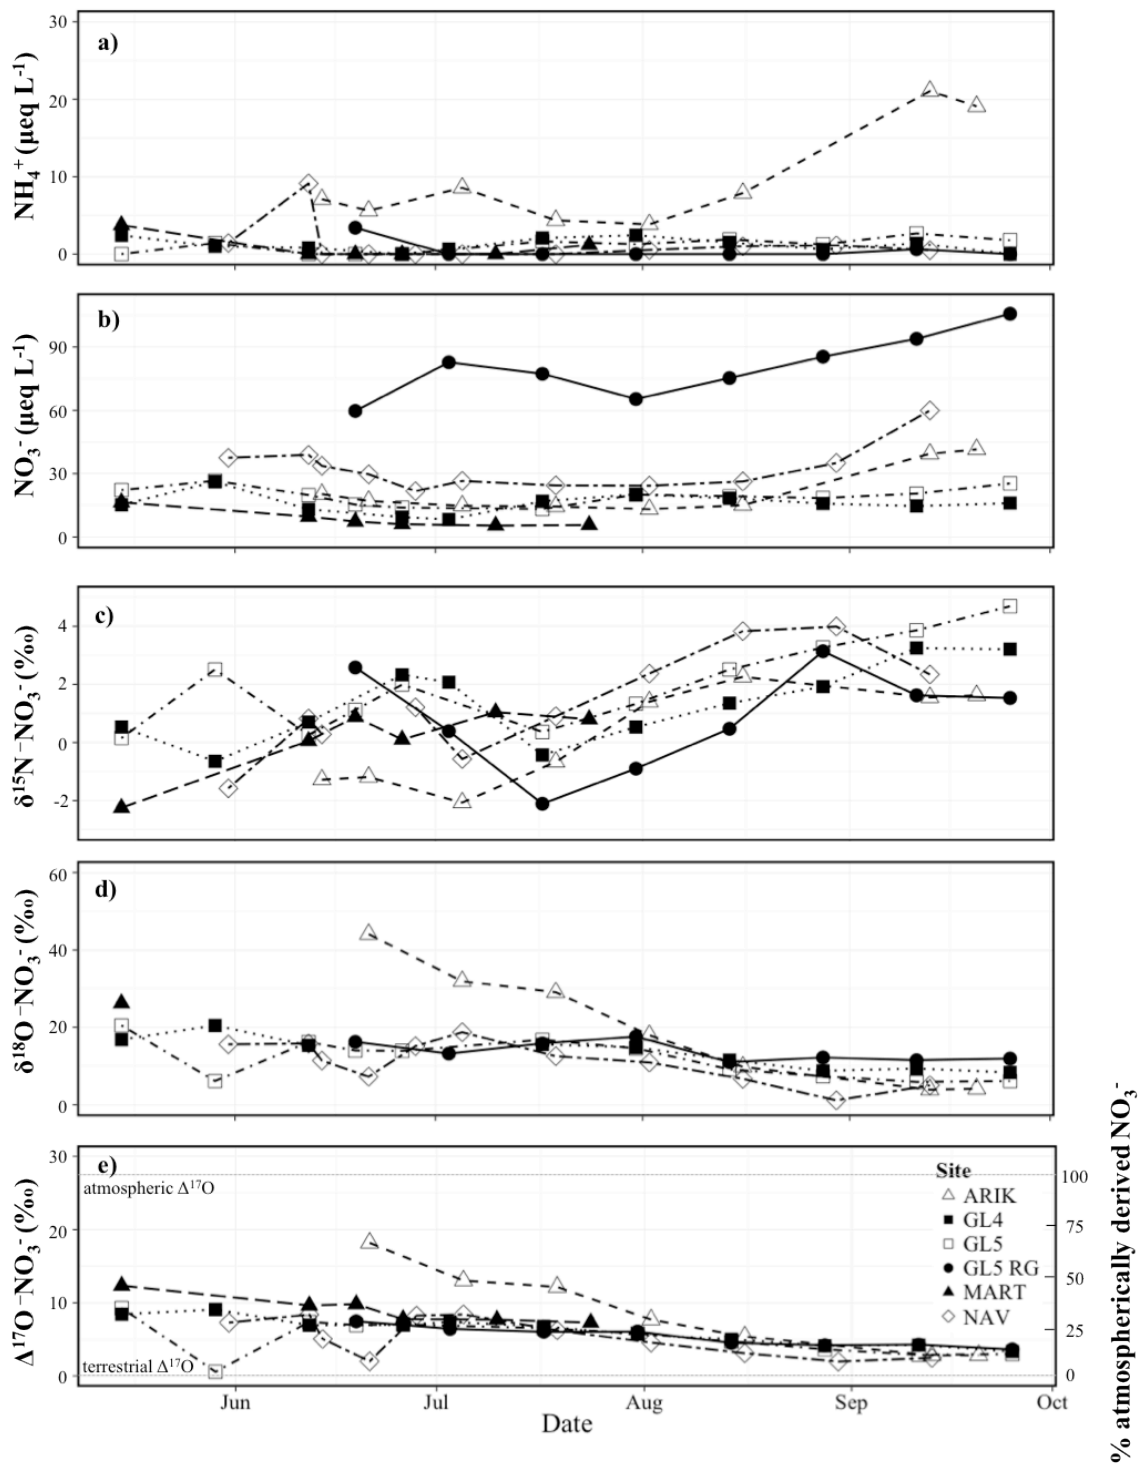 a)
NH₄⁺ (µeq L⁻¹)
30
20
10
0
b)
NO₃⁻ (µeq L⁻¹)
90
60
30
0
c)
δ¹⁵N⁻NO₃⁻ (‰)
4
2
0
-2
d)
δ¹⁸O⁻NO₃⁻ (‰)
60
40
20
0
e)
Δ¹⁷O⁻NO₃⁻ (‰)
30
20
10
0
atmospheric Δ¹⁷O
terrestrial Δ¹⁷O
Site
ARIK
GL4
GL5
GL5 RG
MART
NAV
100
75
50
25
0
% atmospherically derived NO₃⁻
Jun
Jul
Aug
Sep
Oct
Date